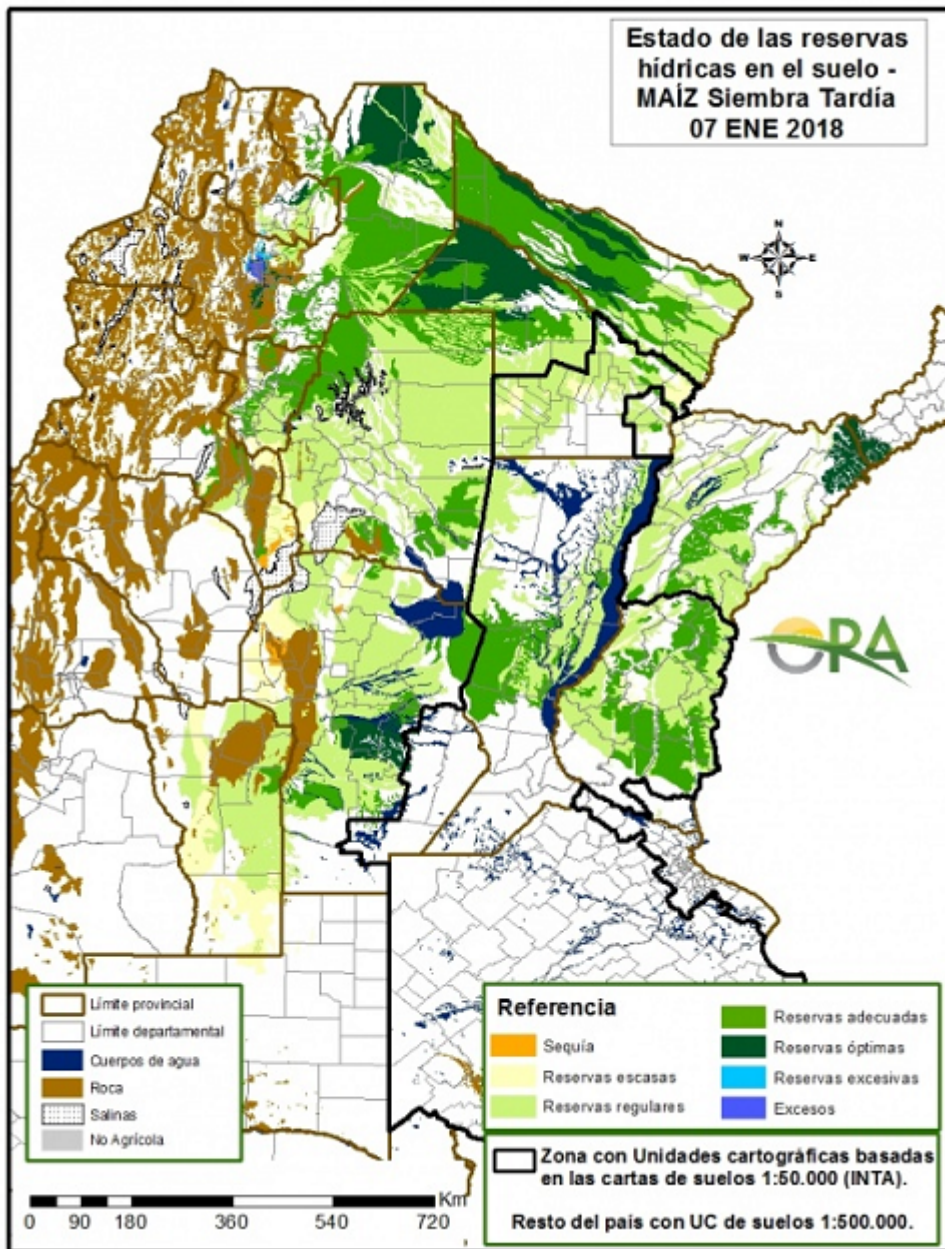 Estado de las reservas
hídricas en el suelo -
MAÍZ Siembra Tardía
07 ENE 2018
N
W E
S
ORA
Límite provincial
Límite departamental
Cuerpos de agua
Roca
Salinas
No Agrícola
Referencia
Sequía
Reservas escasas
Reservas regulares
Reservas adecuadas
Reservas óptimas
Reservas excesivas
Excesos
Zona con Unidades cartográficas basadas
en las cartas de suelos 1:50.000 (INTA).
Resto del país con UC de suelos 1:500.000.
Km
0 90 180 360 540 720